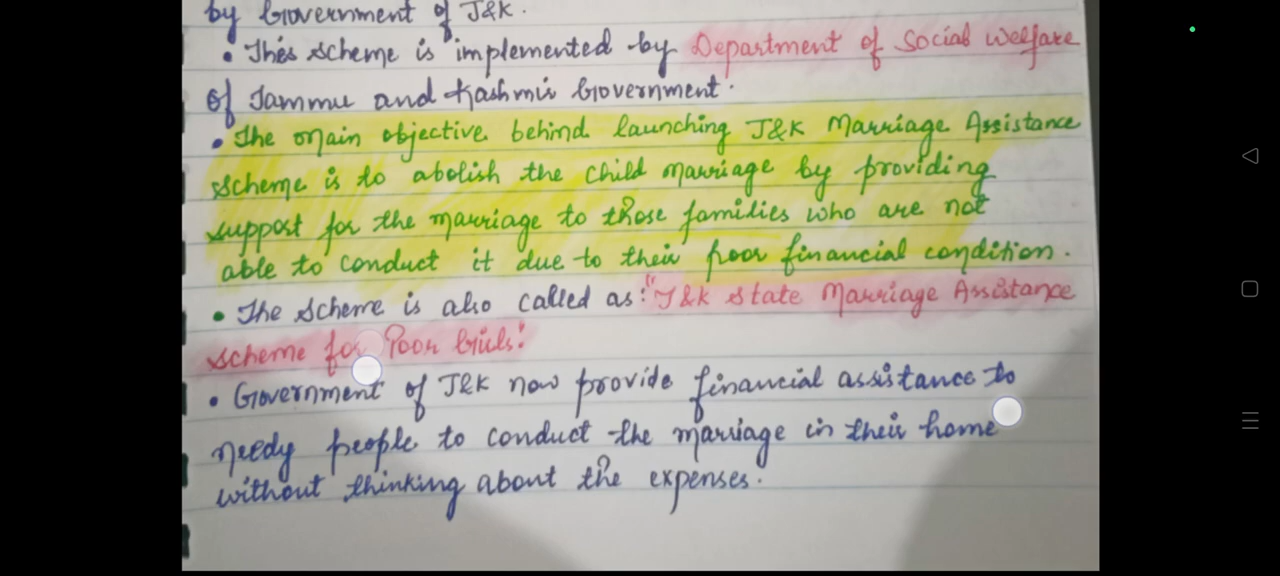 by Government of J&K.
• This scheme is implemented by Department of Social Welfare
of Jammu and Kashmir Government.
• The main objective behind launching J&K Marriage Assistance
scheme is to abolish the child marriage by providing
support for the marriage to those families who are not
able to conduct it due to their poor financial condition.
• The scheme is also called as: "J&K state Marriage Assistance
scheme for Poor Girls."
• Government of J&K now provide financial assistance to
needy people to conduct the marriage in their home
without thinking about the expenses.